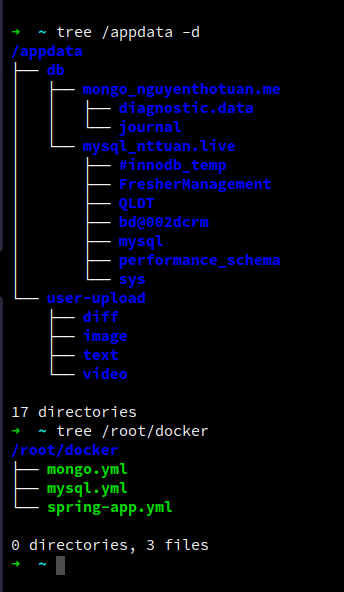 ➜  ~ tree /appdata -d
/appdata
├── db
│   ├── mongo_nguyenthotuan.me
│   │   ├── diagnostic.data
│   │   └── journal
│   └── mysql_nttuan.live
│       ├── #innodb_temp
│       ├── FresherManagement
│       ├── QLDT
│       ├── bd@002dcrm
│       ├── mysql
│       ├── performance_schema
│       └── sys
└── user-upload
    ├── diff
    ├── image
    ├── text
    └── video

17 directories
➜  ~ tree /root/docker
/root/docker
├── mongo.yml
├── mysql.yml
└── spring-app.yml

0 directories, 3 files
➜  ~